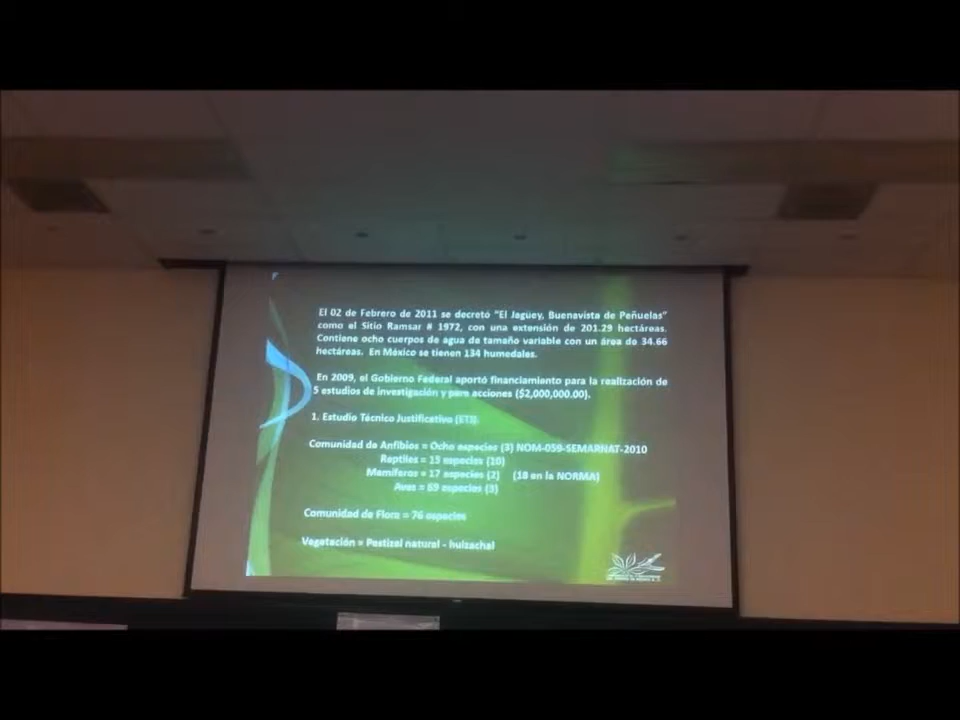 El 02 de Febrero de 2011 se decretó "El Jagüey, Buenavista de Peñuelas"
como el Sitio Ramsar # 1972, con una extensión de 201.29 hectáreas.
Contiene ocho cuerpos de agua de tamaño variable con un área de 34.66
hectáreas. En México se tienen 134 humedales.
En 2009, el Gobierno Federal aportó financiamiento para la realización de
5 estudios de investigación y para acciones ($2,000,000.00).
1. Estudio Técnico Justificativo (ETJ)
Comunidad de Anfibios = Ocho especies (3) NOM-059-SEMARNAT-2010
Reptiles = 15 especies (10)
Mamíferos = 17 especies (2) (18 en la NORMA)
Aves = 69 especies (3)
Comunidad de Flora = 76 especies
Vegetación = Pastizal natural - huizachal